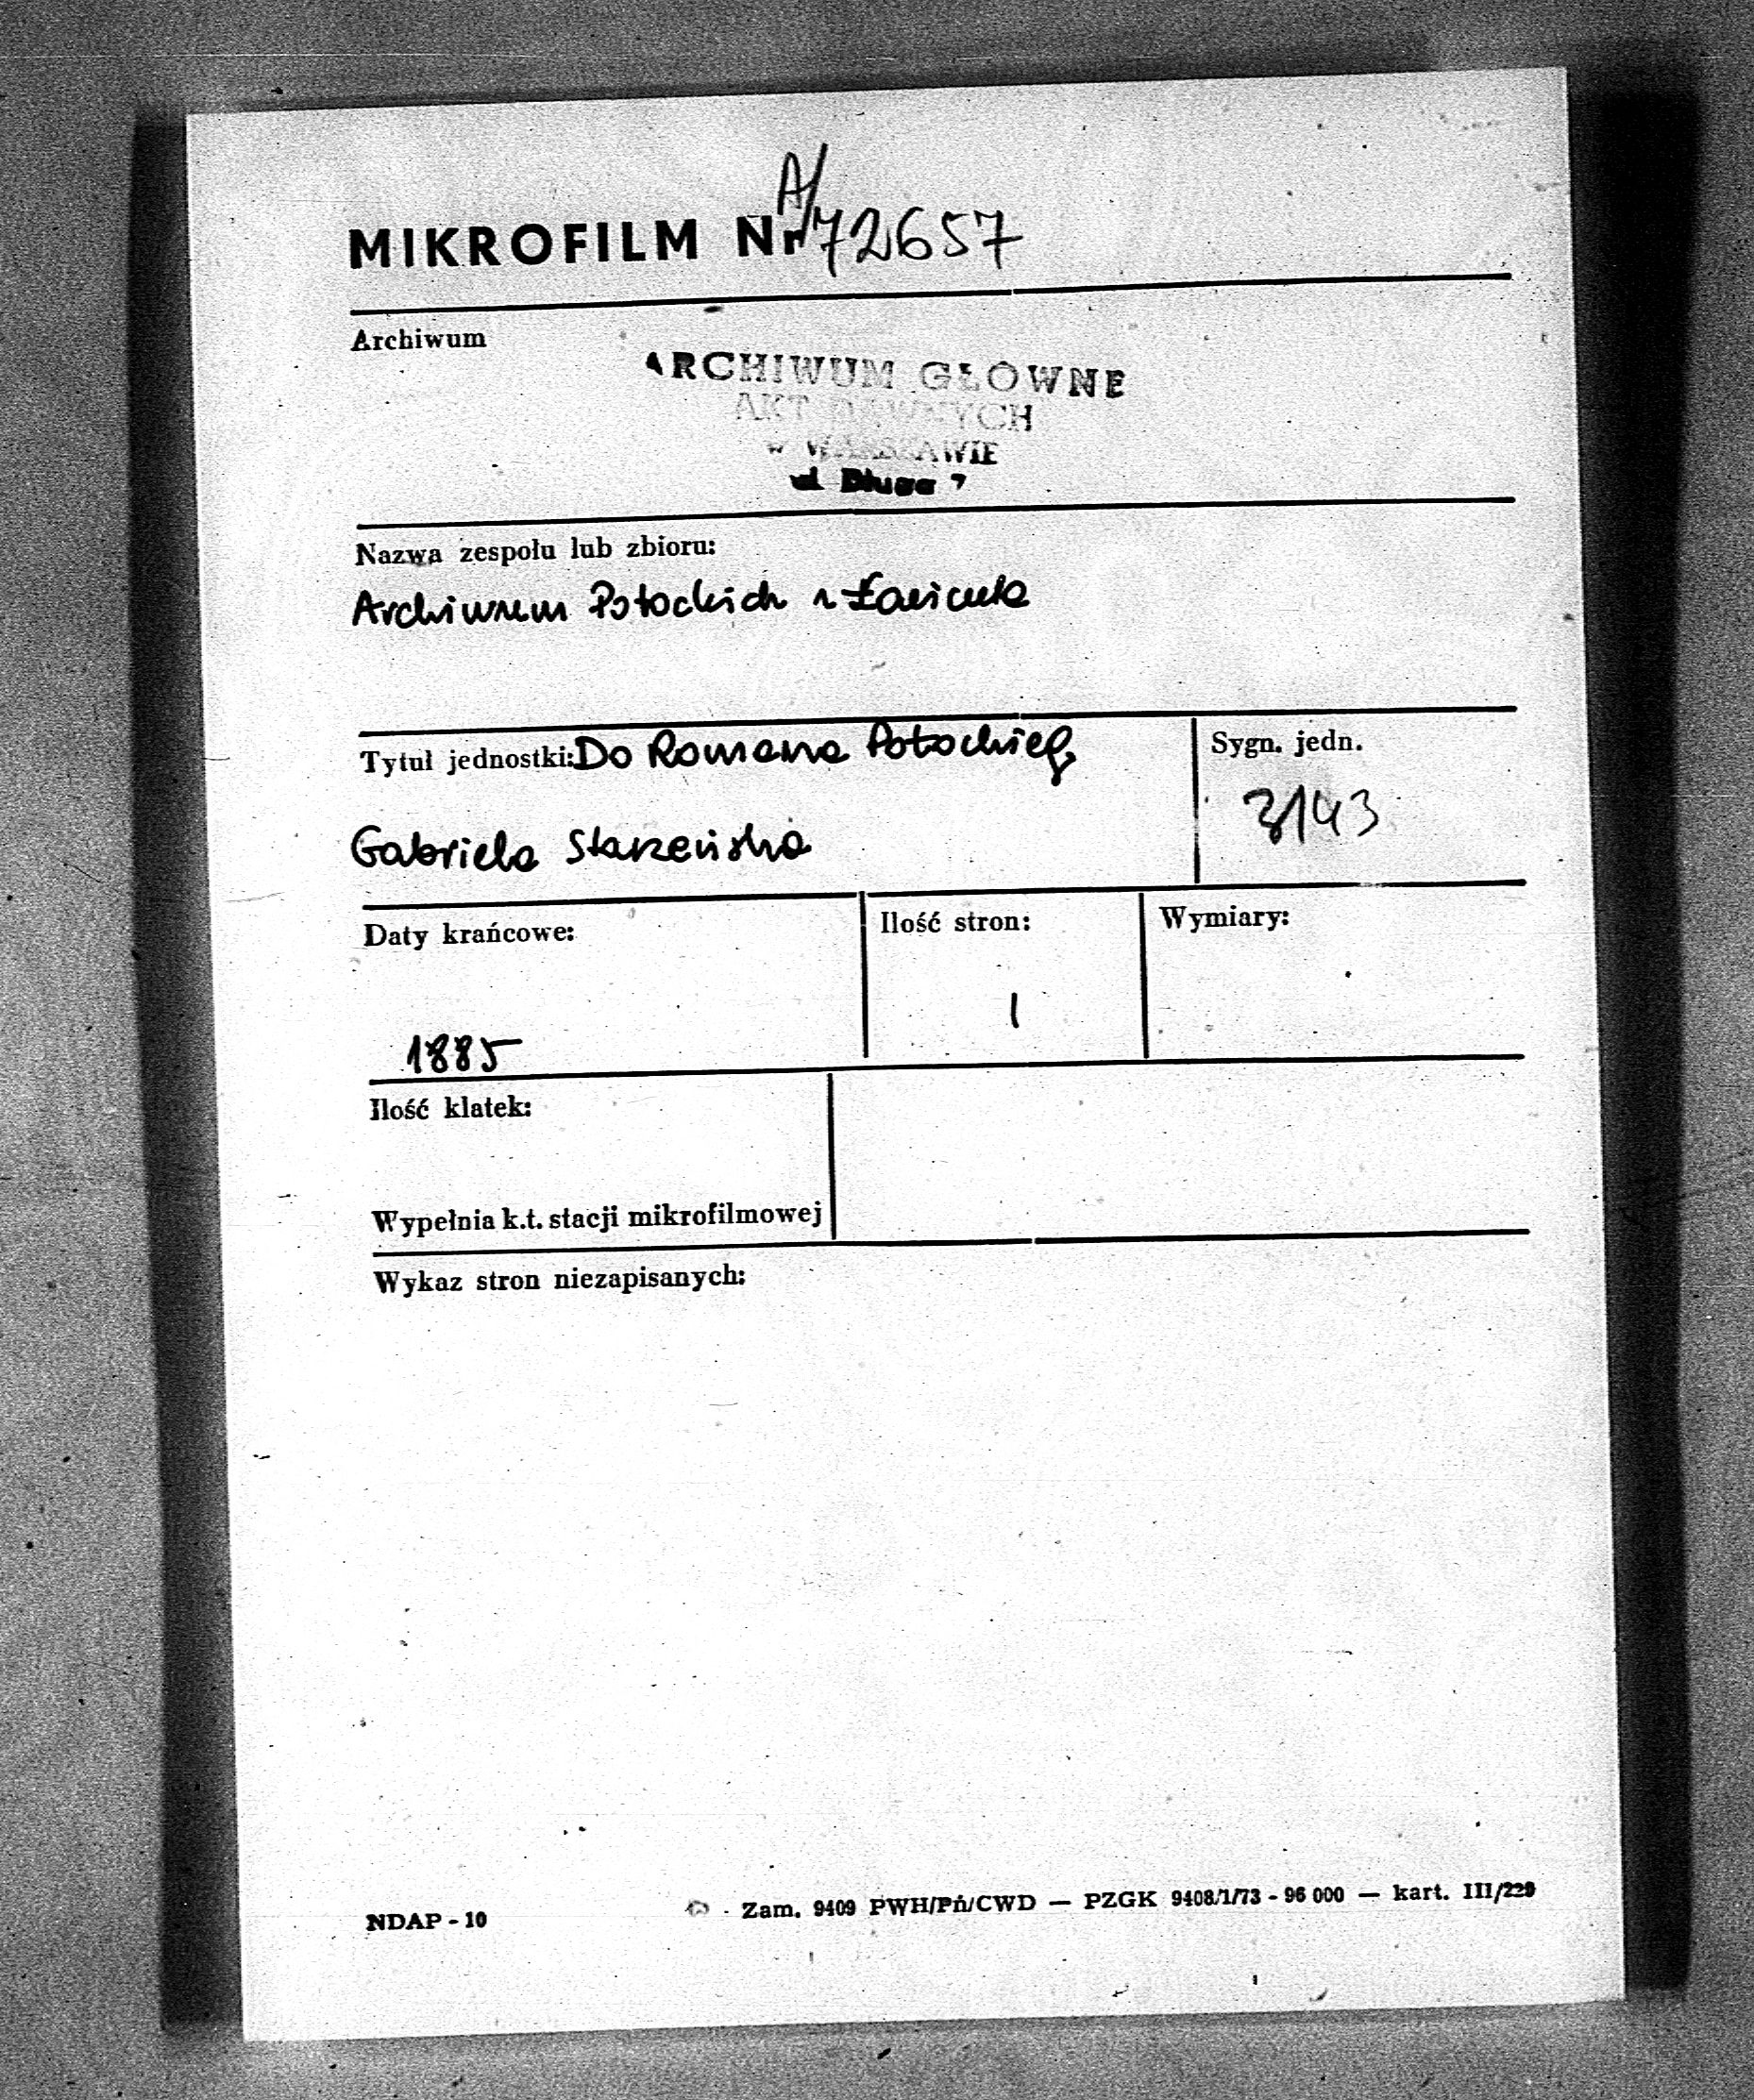 MIKROFILM Nr A/72657
Archiwum
ARCHIWUM GŁÓWNE
AKT DAWNYCH
w WARSZAWIE
ul. Długa 7
Nazwa zespołu lub zbioru:
Archiwum Potockich z Łańcuta
Tytuł jednostki: Do Romana Potockiego
Sygn. jedn.
Gabriela Starzeńska
3/143
Daty krańcowe:
Ilość stron:
Wymiary:
1
1885
Ilość klatek:
Wypełnia k.t. stacji mikrofilmowej
Wykaz stron niezapisanych:
NDAP - 10
Zam. 9409 PWH/Pń/CWD — PZGK 9408/1/73 - 96 000 — kart. III/229